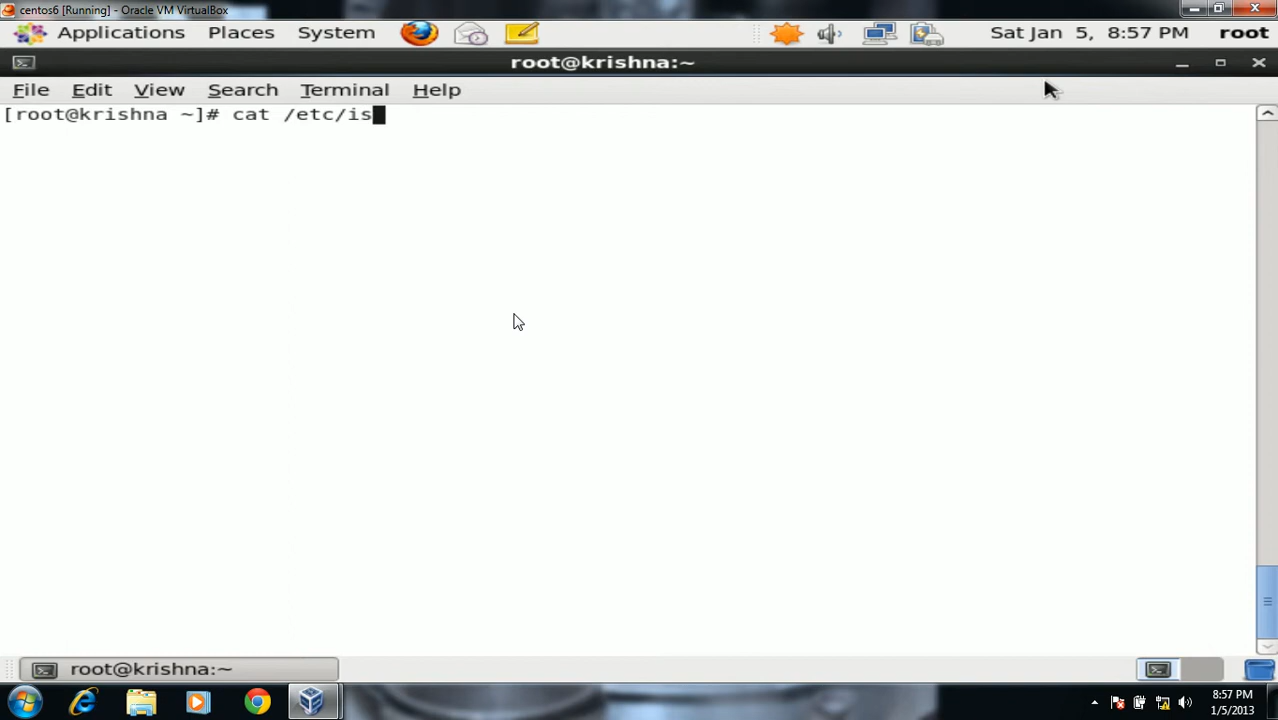 centos6 [Running] - Oracle VM VirtualBox
Applications Places System Sat Jan 5, 8:57 PM root
root@krishna:~
File Edit View Search Terminal Help
[root@krishna ~]# cat /etc/is
root@krishna:~
8:57 PM
1/5/2013